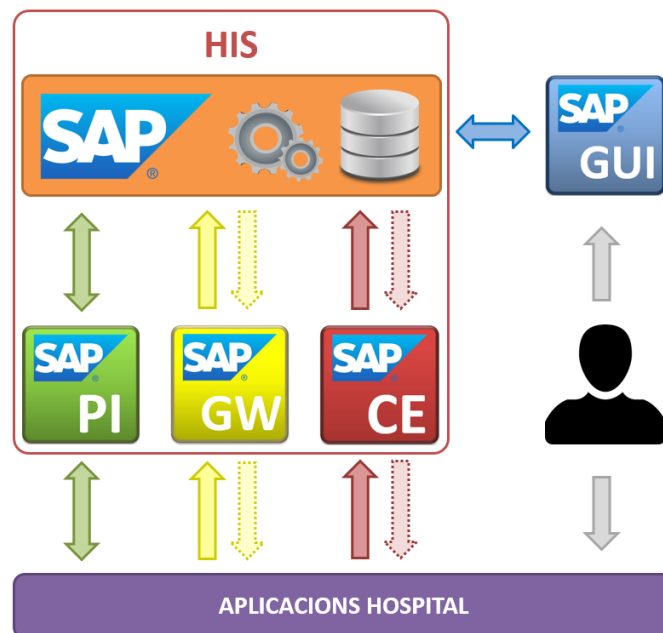 HIS
SAP ®
SAP
GUI
SAP ®
PI
SAP ®
GW
SAP ®
CE
APLICACIONS HOSPITAL